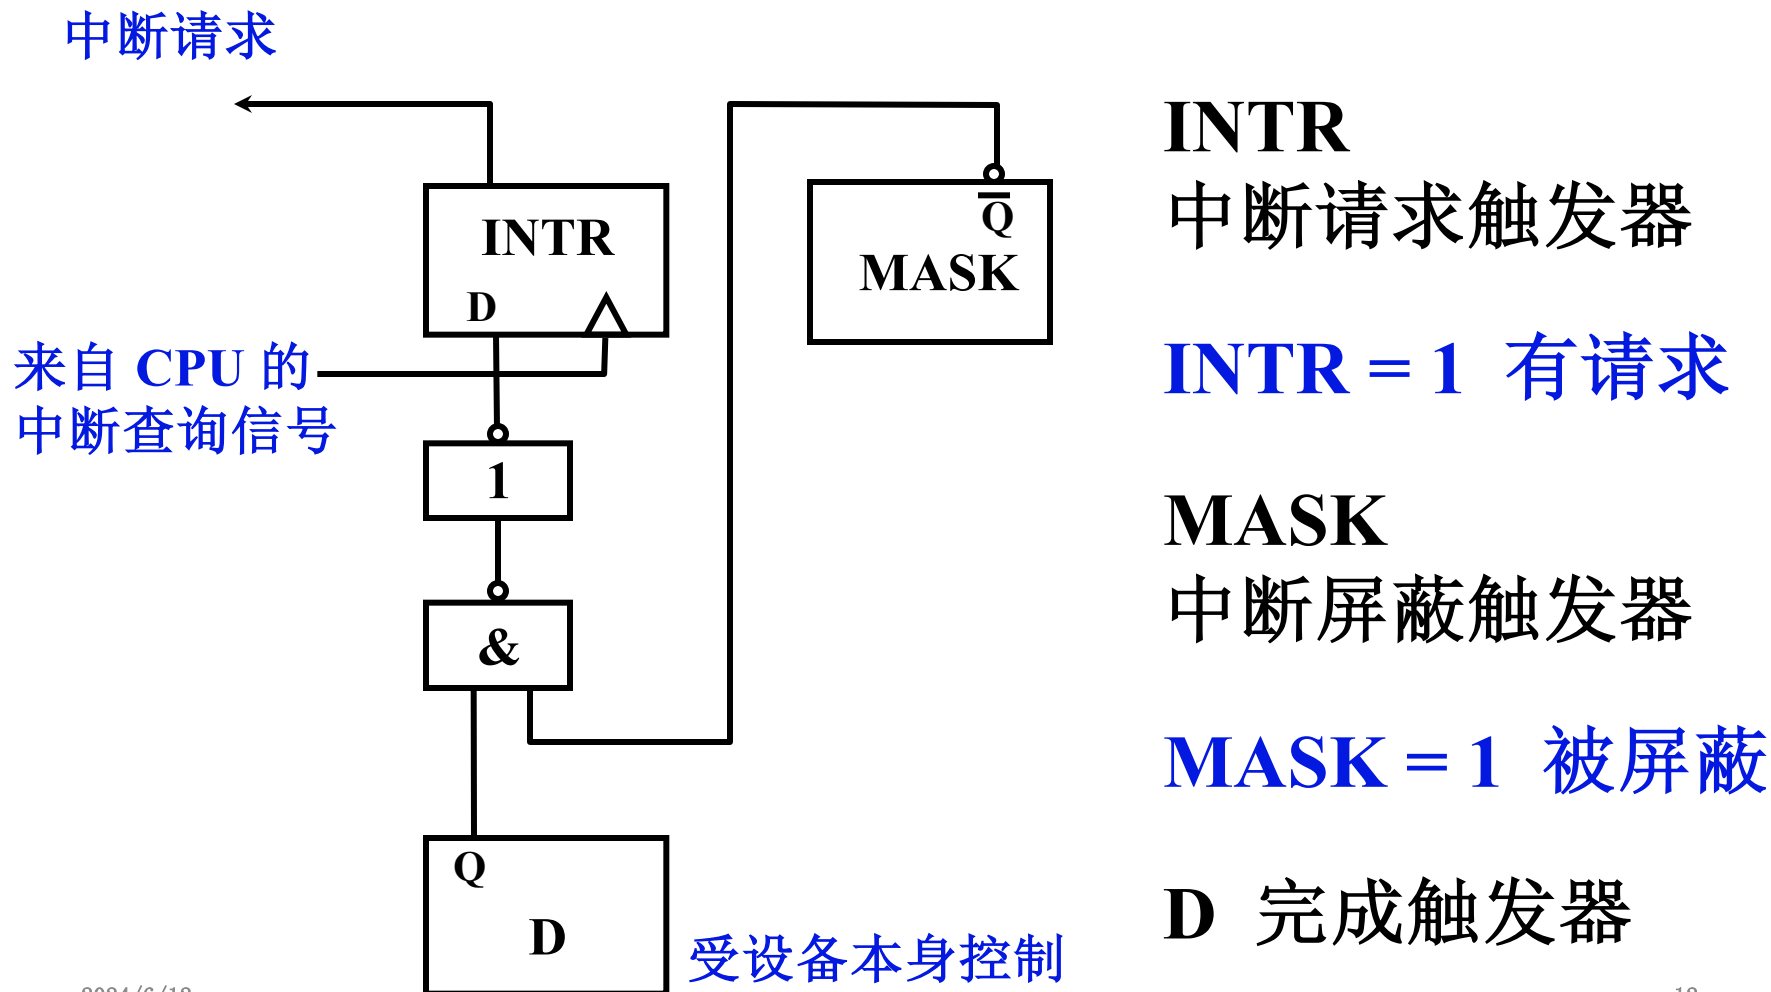 中断请求
INTR
D
来自 CPU 的
中断查询信号
1
&
Q
D
受设备本身控制
Q
MASK
INTR
中断请求触发器
INTR = 1 有请求
MASK
中断屏蔽触发器
MASK = 1 被屏蔽
D 完成触发器